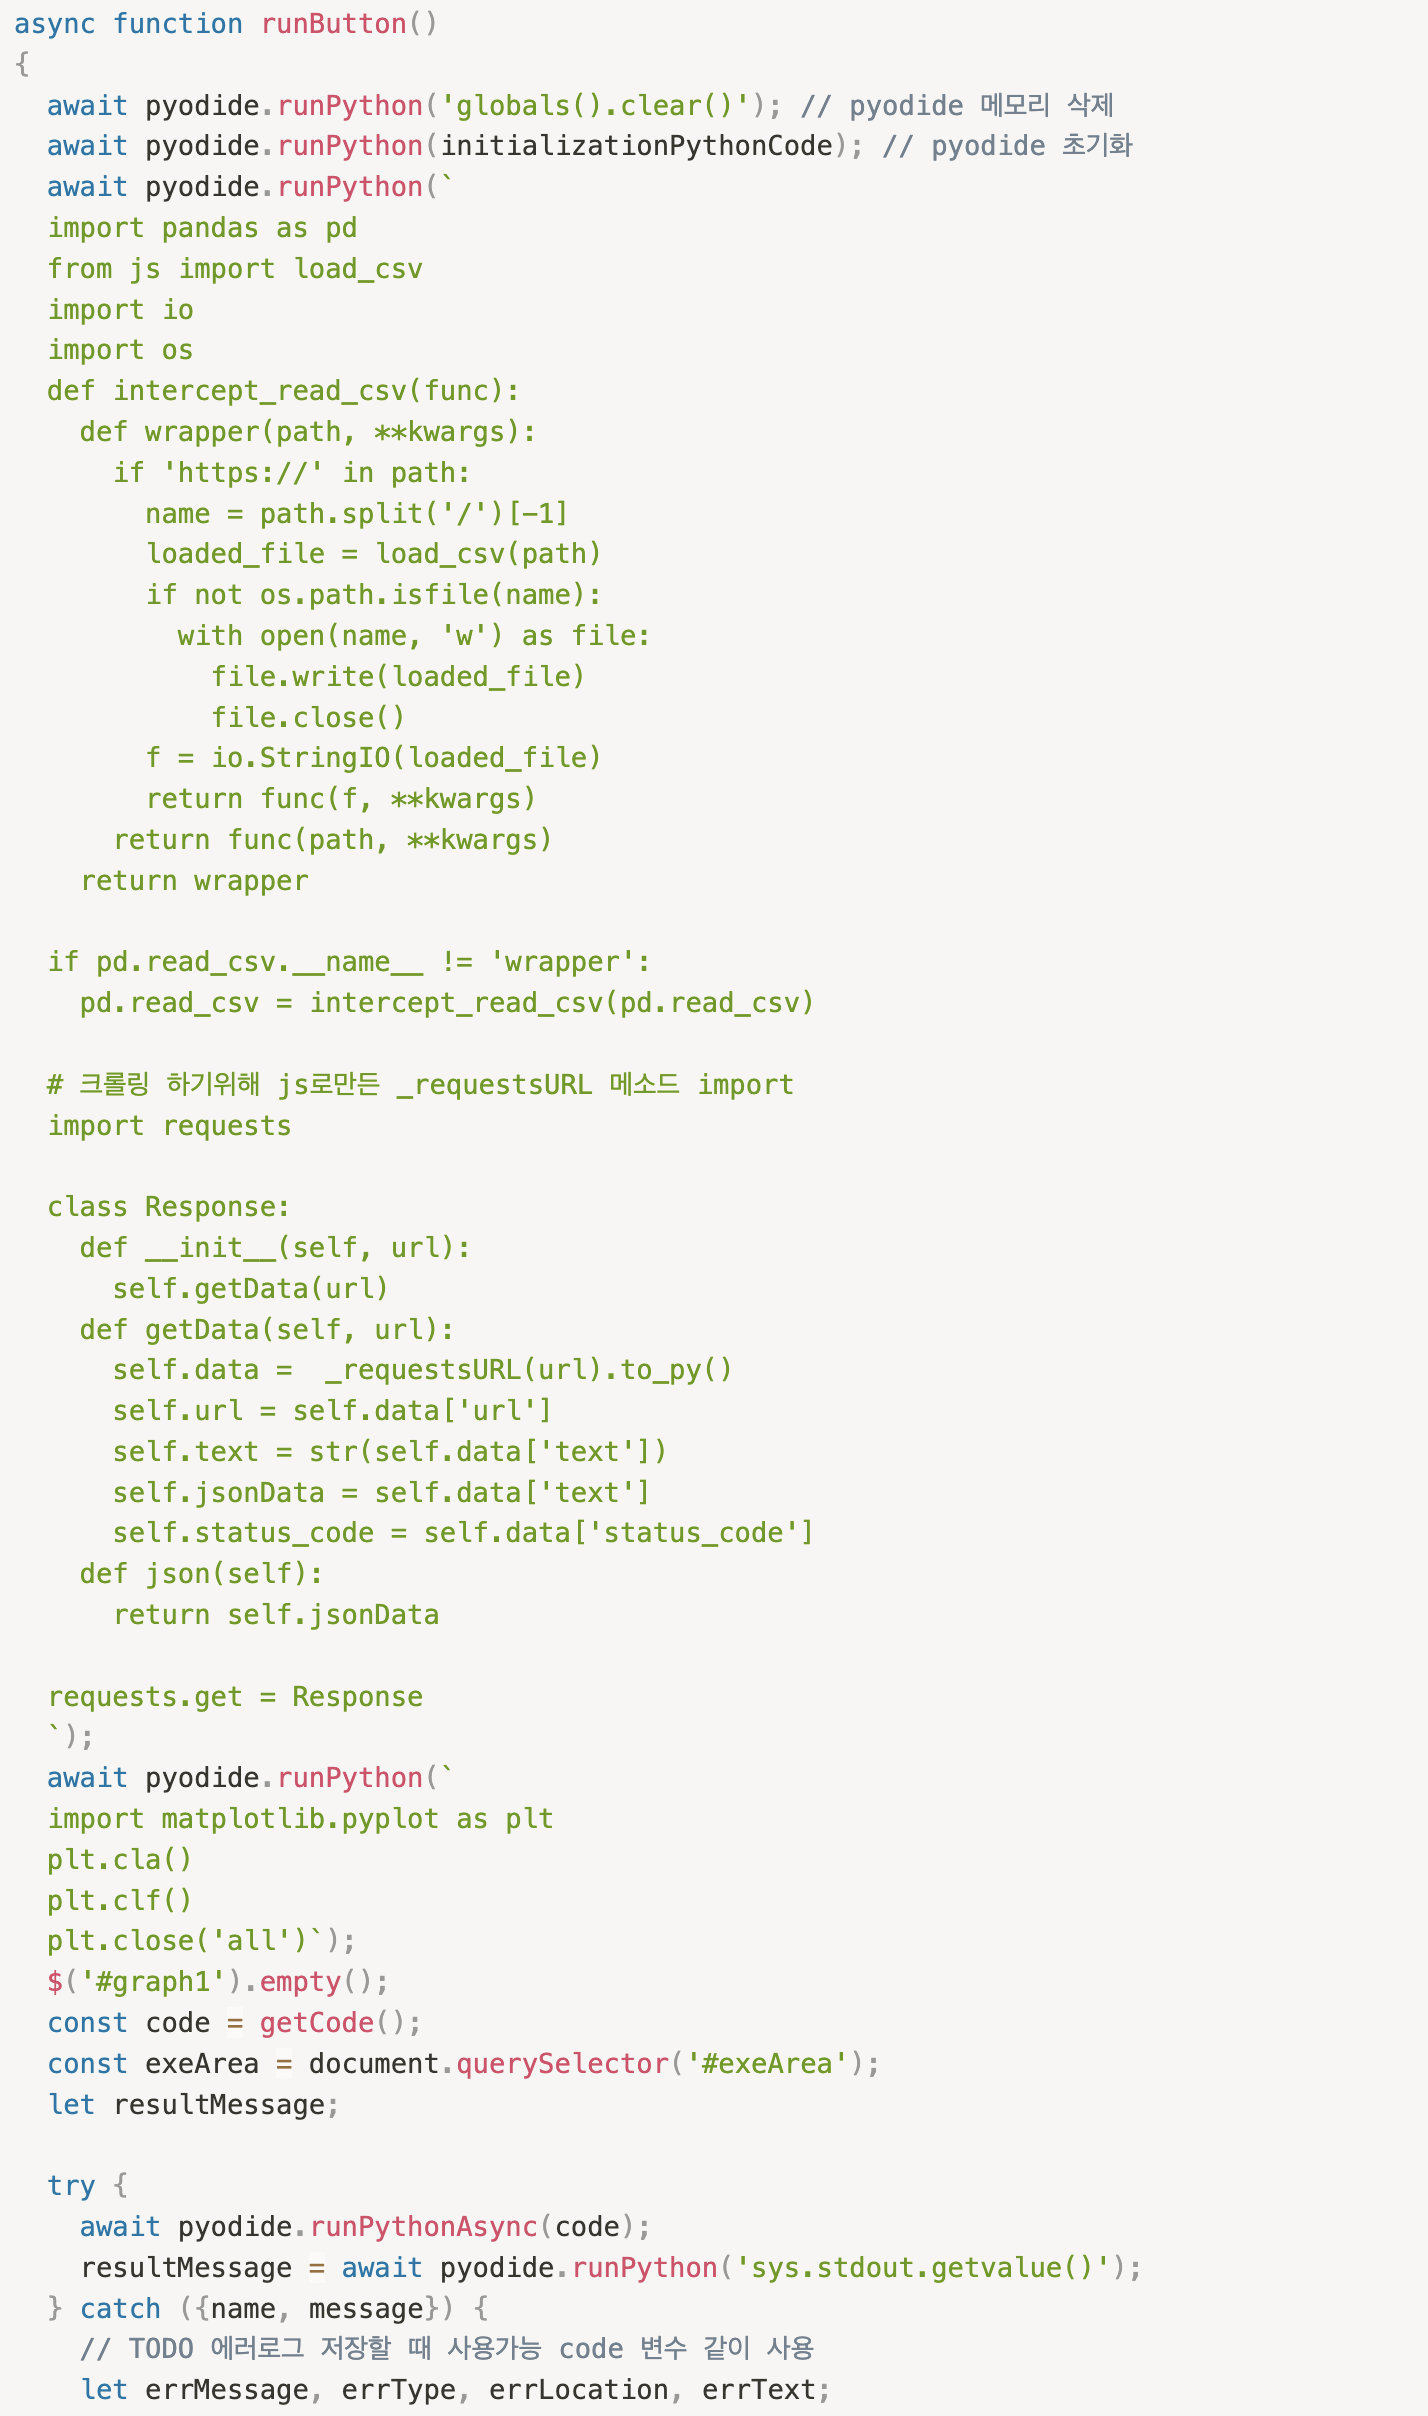 async function runButton()
{
  await pyodide.runPython('globals().clear()'); // pyodide 메모리 삭제
  await pyodide.runPython(initializationPythonCode); // pyodide 초기화
  await pyodide.runPython(`
  import pandas as pd
  from js import load_csv
  import io
  import os
  def intercept_read_csv(func):
    def wrapper(path, **kwargs):
      if 'https://' in path:
        name = path.split('/')[-1]
        loaded_file = load_csv(path)
        if not os.path.isfile(name):
          with open(name, 'w') as file:
            file.write(loaded_file)
            file.close()
        f = io.StringIO(loaded_file)
        return func(f, **kwargs)
      return func(path, **kwargs)
    return wrapper

  if pd.read_csv.__name__ != 'wrapper':
    pd.read_csv = intercept_read_csv(pd.read_csv)

  # 크롤링 하기위해 js로만든 _requestsURL 메소드 import
  import requests

  class Response:
    def __init__(self, url):
      self.getData(url)
    def getData(self, url):
      self.data =  _requestsURL(url).to_py()
      self.url = self.data['url']
      self.text = str(self.data['text'])
      self.jsonData = self.data['text']
      self.status_code = self.data['status_code']
    def json(self):
      return self.jsonData

  requests.get = Response
  `);
  await pyodide.runPython(`
  import matplotlib.pyplot as plt
  plt.cla()
  plt.clf()
  plt.close('all')`);
  $('#graph1').empty();
  const code = getCode();
  const exeArea = document.querySelector('#exeArea');
  let resultMessage;

  try {
    await pyodide.runPythonAsync(code);
    resultMessage = await pyodide.runPython('sys.stdout.getvalue()');
  } catch ({name, message}) {
    // TODO 에러로그 저장할 때 사용가능 code 변수 같이 사용
    let errMessage, errType, errLocation, errText;